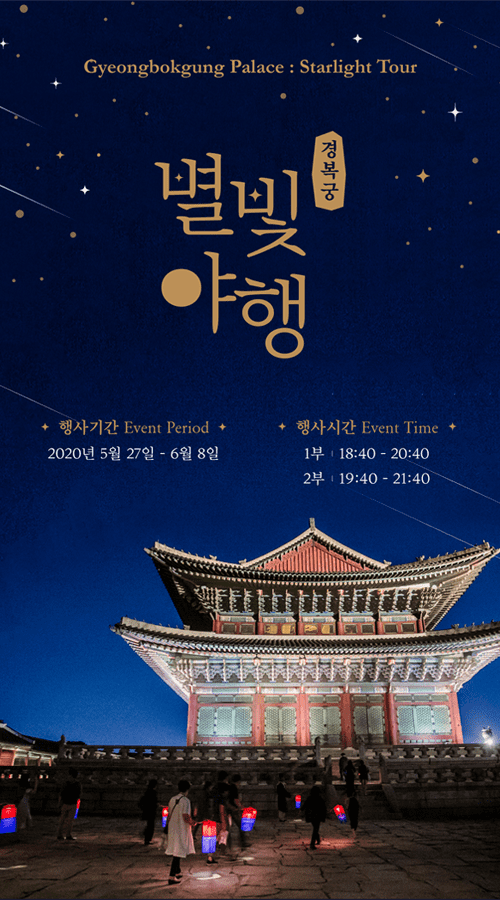 Gyeongbokgung Palace : Starlight Tour
경복궁
별빛
야행
행사기간 Event Period
2020년 5월 27일 - 6월 8일
행사시간 Event Time
1부 | 18:40 - 20:40
2부 | 19:40 - 21:40